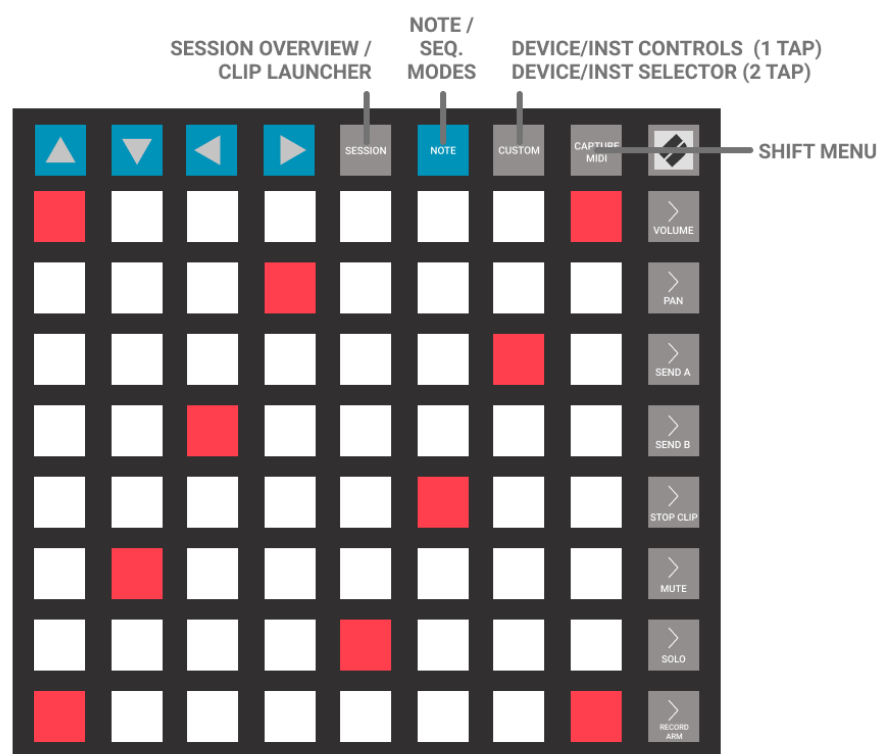 SESSION OVERVIEW /
CLIP LAUNCHER
NOTE /
SEQ.
MODES
DEVICE/INST CONTROLS (1 TAP)
DEVICE/INST SELECTOR (2 TAP)
SESSION
NOTE
CUSTOM
CAPTURE
MIDI
SHIFT MENU
VOLUME
PAN
SEND A
SEND B
STOP CLIP
MUTE
SOLO
RECORD
ARM